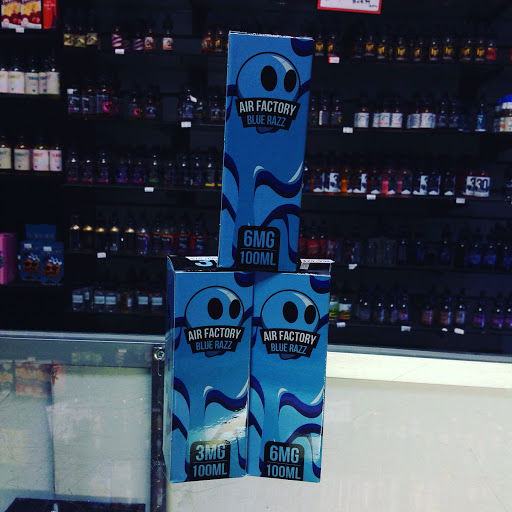 AIR FACTORY
BLUE RAZZ
6MG
100ML
AIR FACTORY
BLUE RAZZ
3MG
100ML
AIR FACTORY
BLUE RAZZ
6MG
100ML